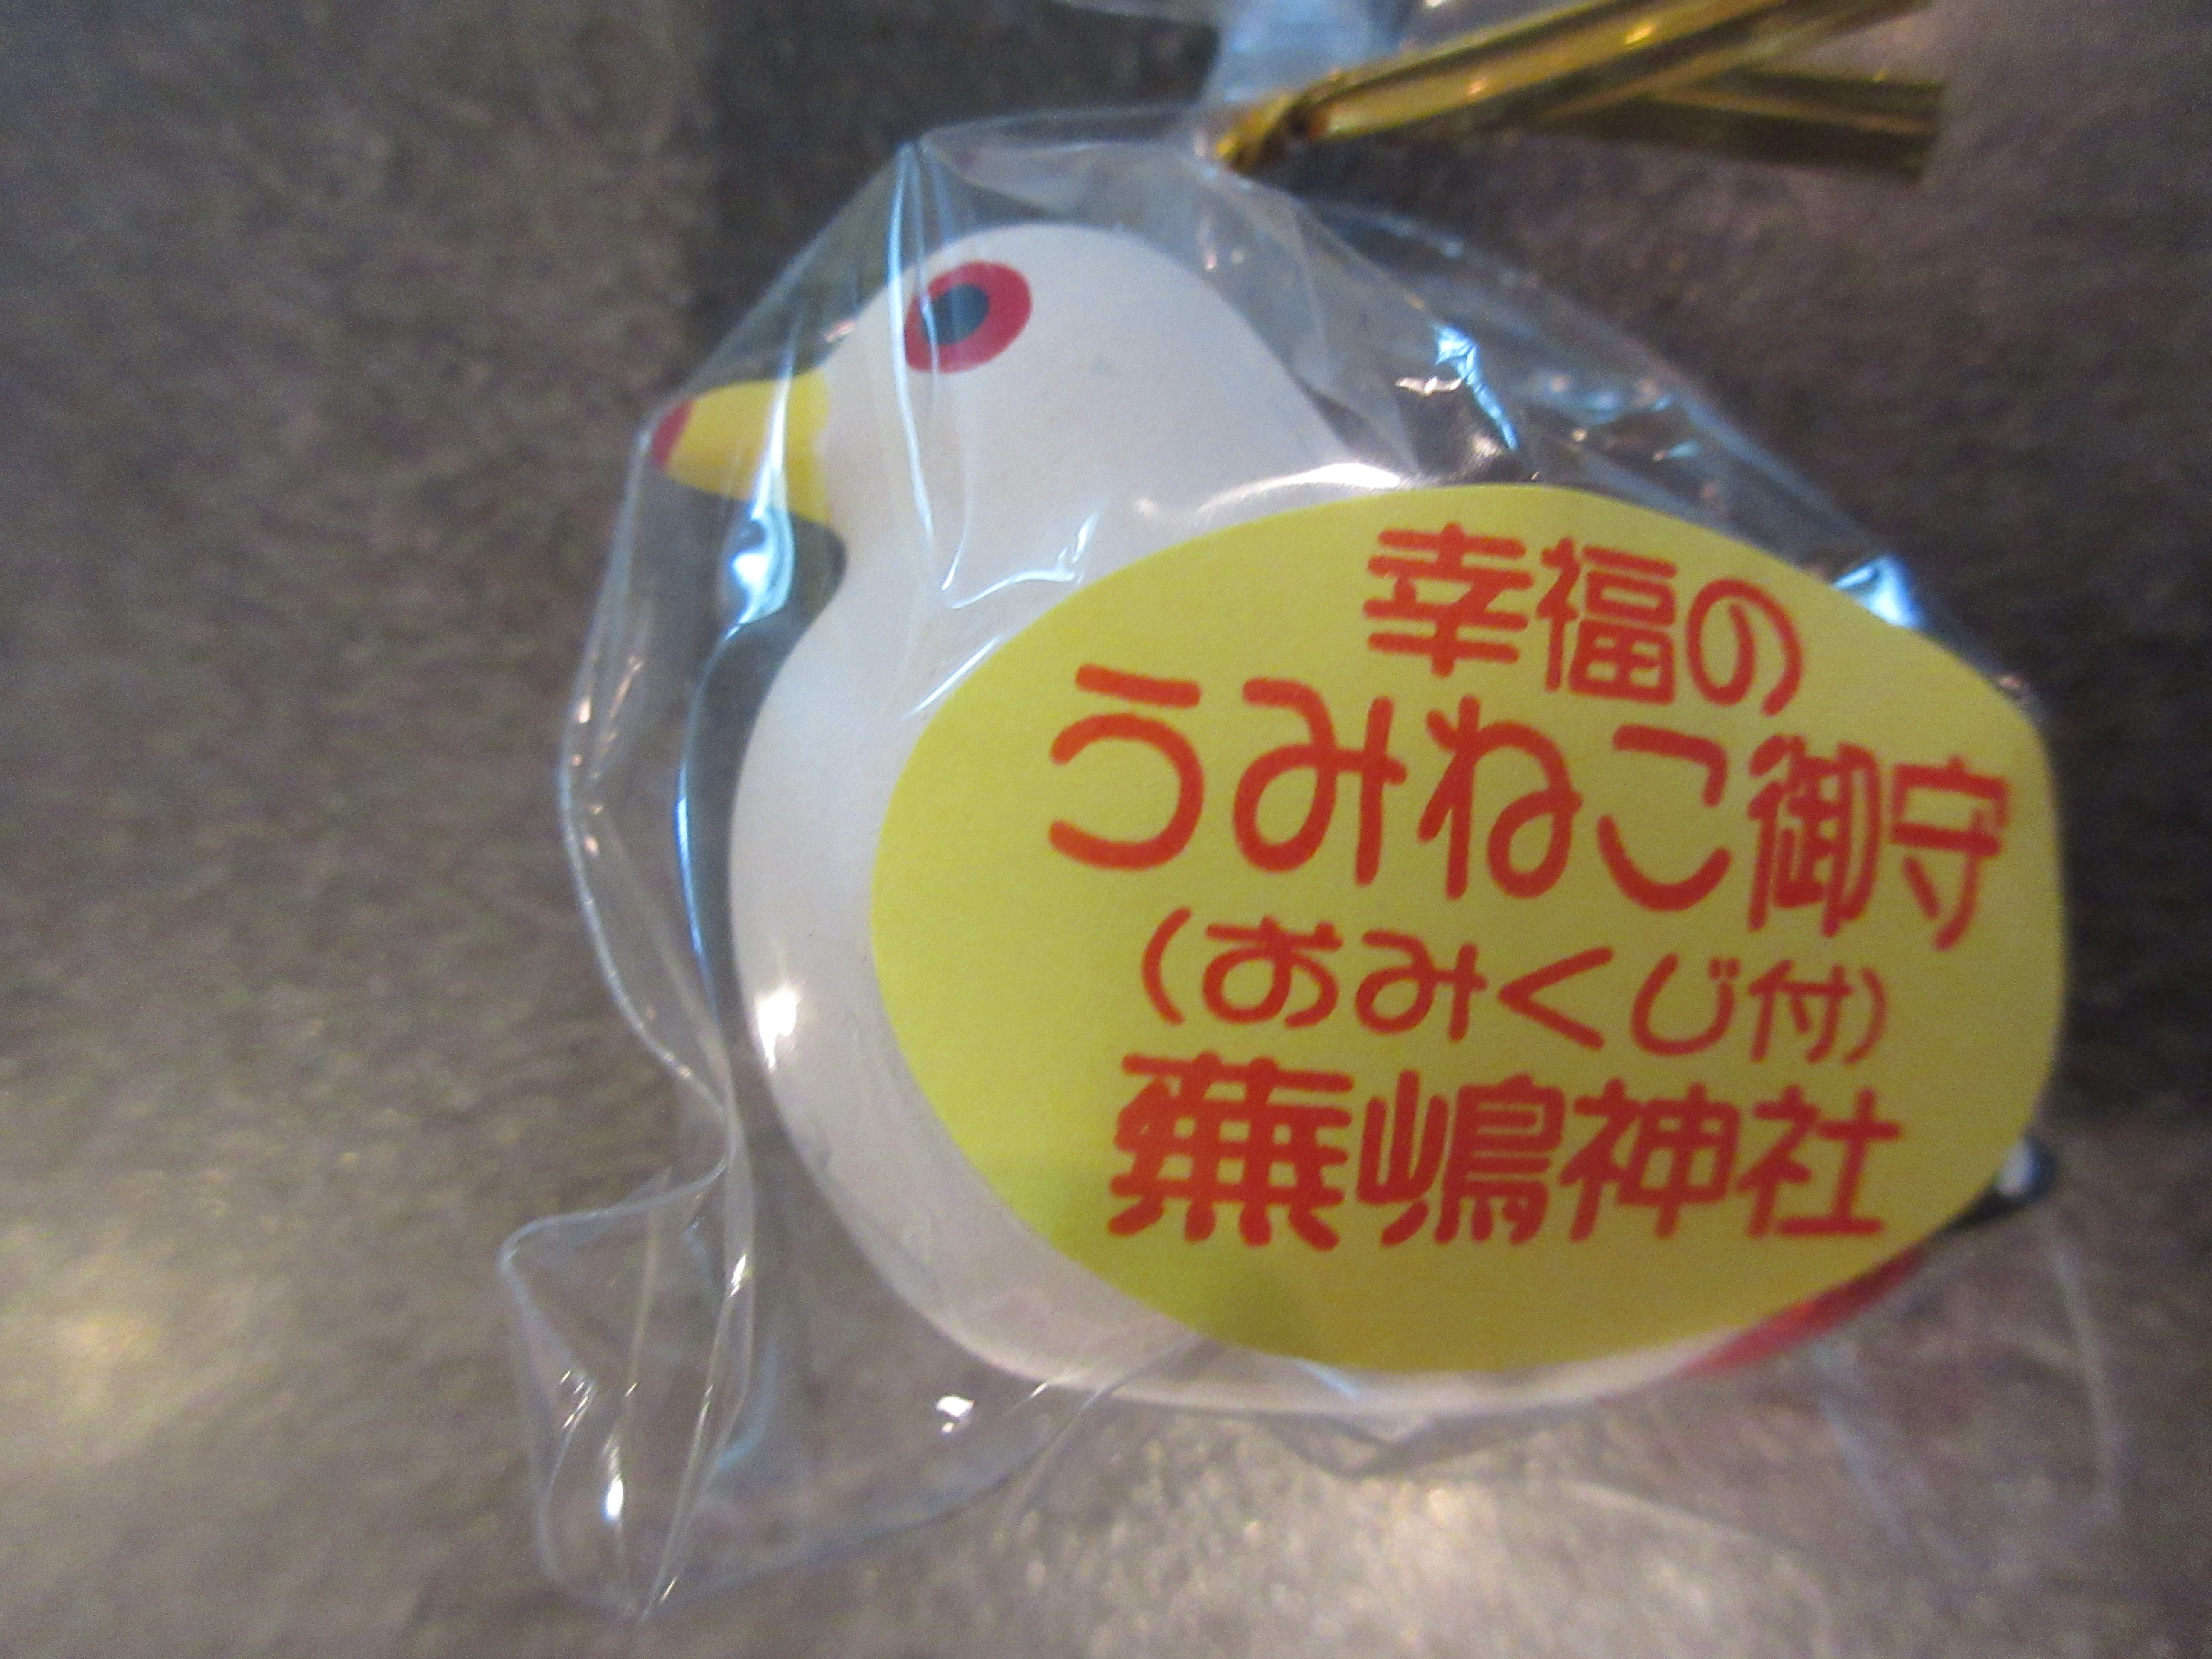 幸福の
うみねこ御守
(おみくじ付)
蕪嶋神社